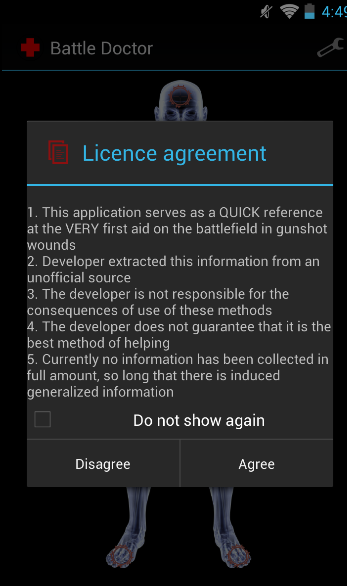 4:49
Battle Doctor
Licence agreement
1. This application serves as a QUICK reference
at the VERY first aid on the battlefield in gunshot
wounds
2. Developer extracted this information from an
unofficial source
3. The developer is not responsible for the
consequences of use of these methods
4. The developer does not guarantee that it is the
best method of helping
5. Currently no information has been collected in
full amount, so long that there is induced
generalized information
Do not show again
Disagree
Agree